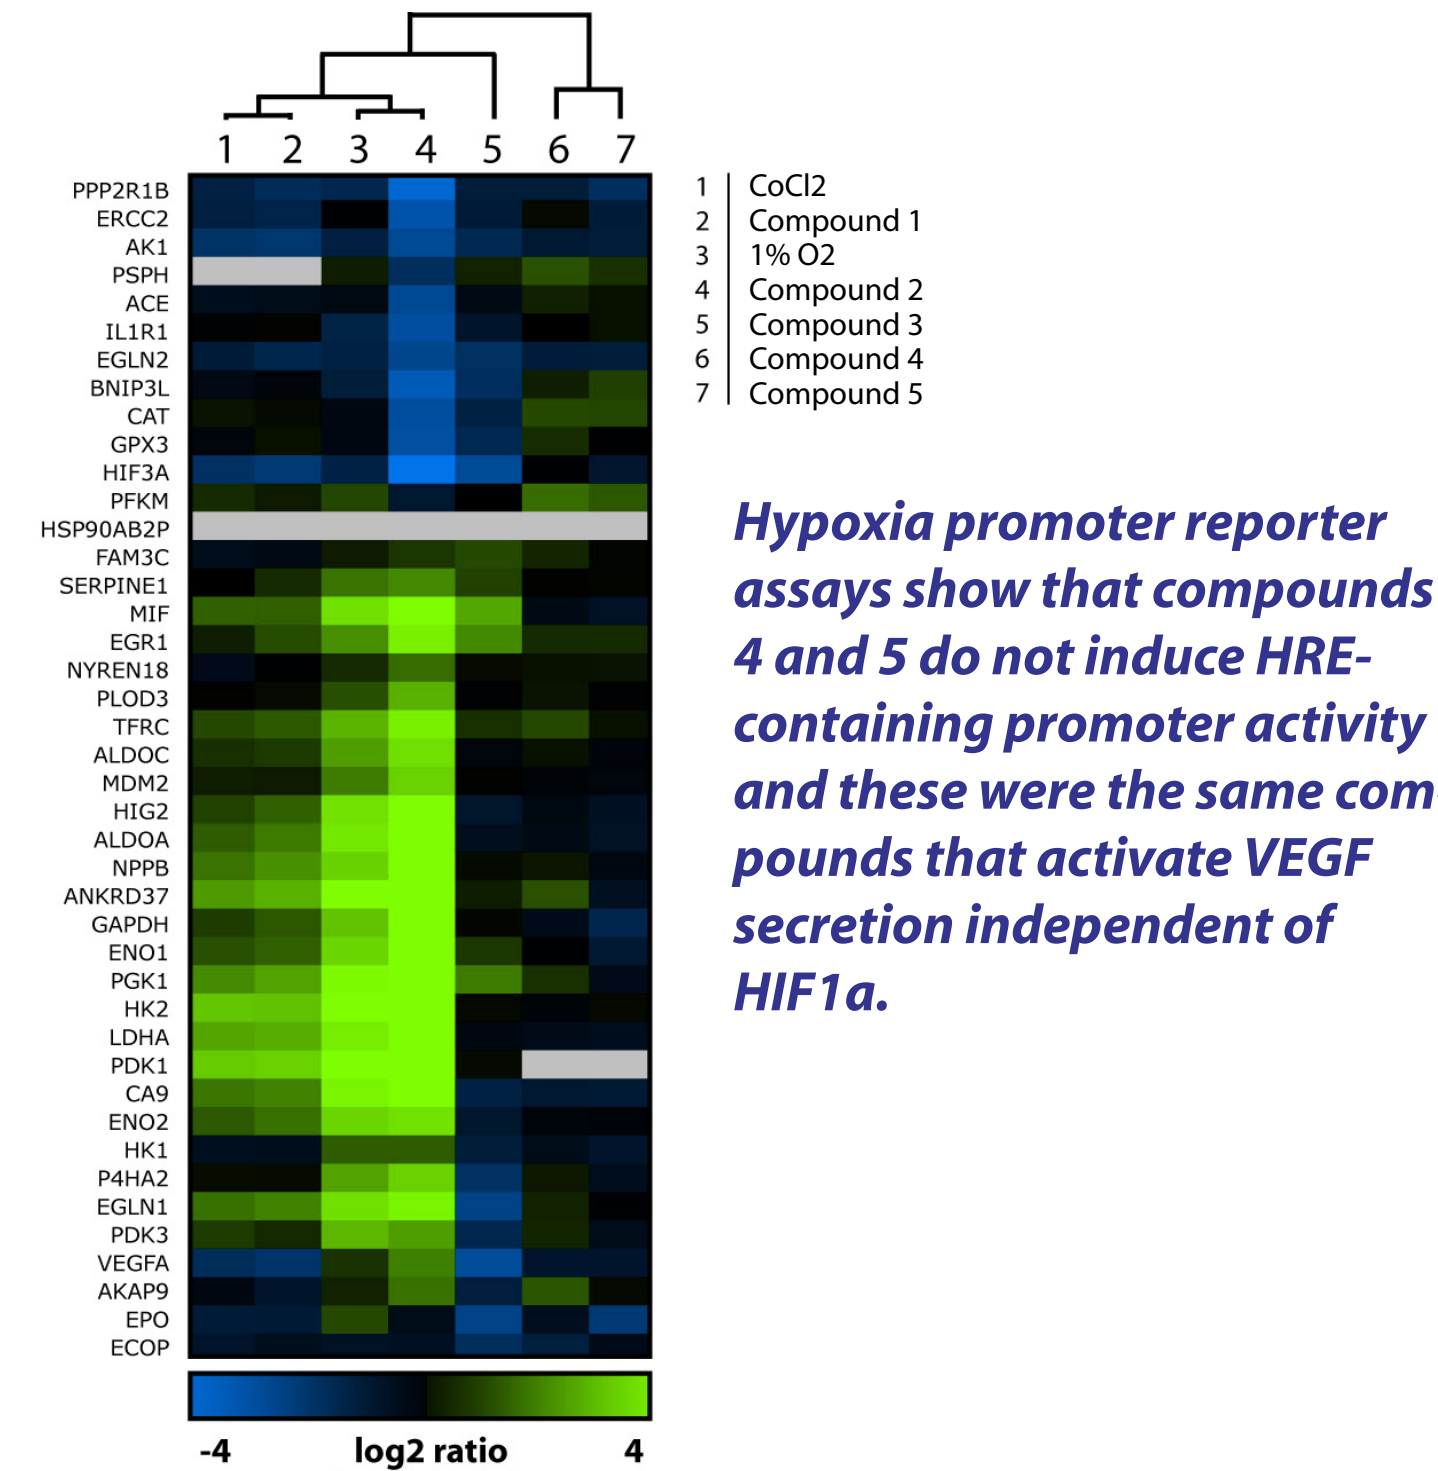 1 2 3 4 5 6 7
PPP2R1B
ERCC2
AK1
PSPH
ACE
IL1R1
EGLN2
BNIP3L
CAT
GPX3
HIF3A
PFKM
HSP90AB2P
FAM3C
SERPINE1
MIF
EGR1
NYREN18
PLOD3
TFRC
ALDOC
MDM2
HIG2
ALDOA
NPPB
ANKRD37
GAPDH
ENO1
PGK1
HK2
LDHA
PDK1
CA9
ENO2
HK1
P4HA2
EGLN1
PDK3
VEGFA
AKAP9
EPO
ECOP
-4 log2 ratio 4
1 CoCl2
2 Compound 1
3 1% O2
4 Compound 2
5 Compound 3
6 Compound 4
7 Compound 5
Hypoxia promoter reporter
assays show that compounds
4 and 5 do not induce HRE-
containing promoter activity
and these were the same com-
pounds that activate VEGF
secretion independent of
HIF1a.